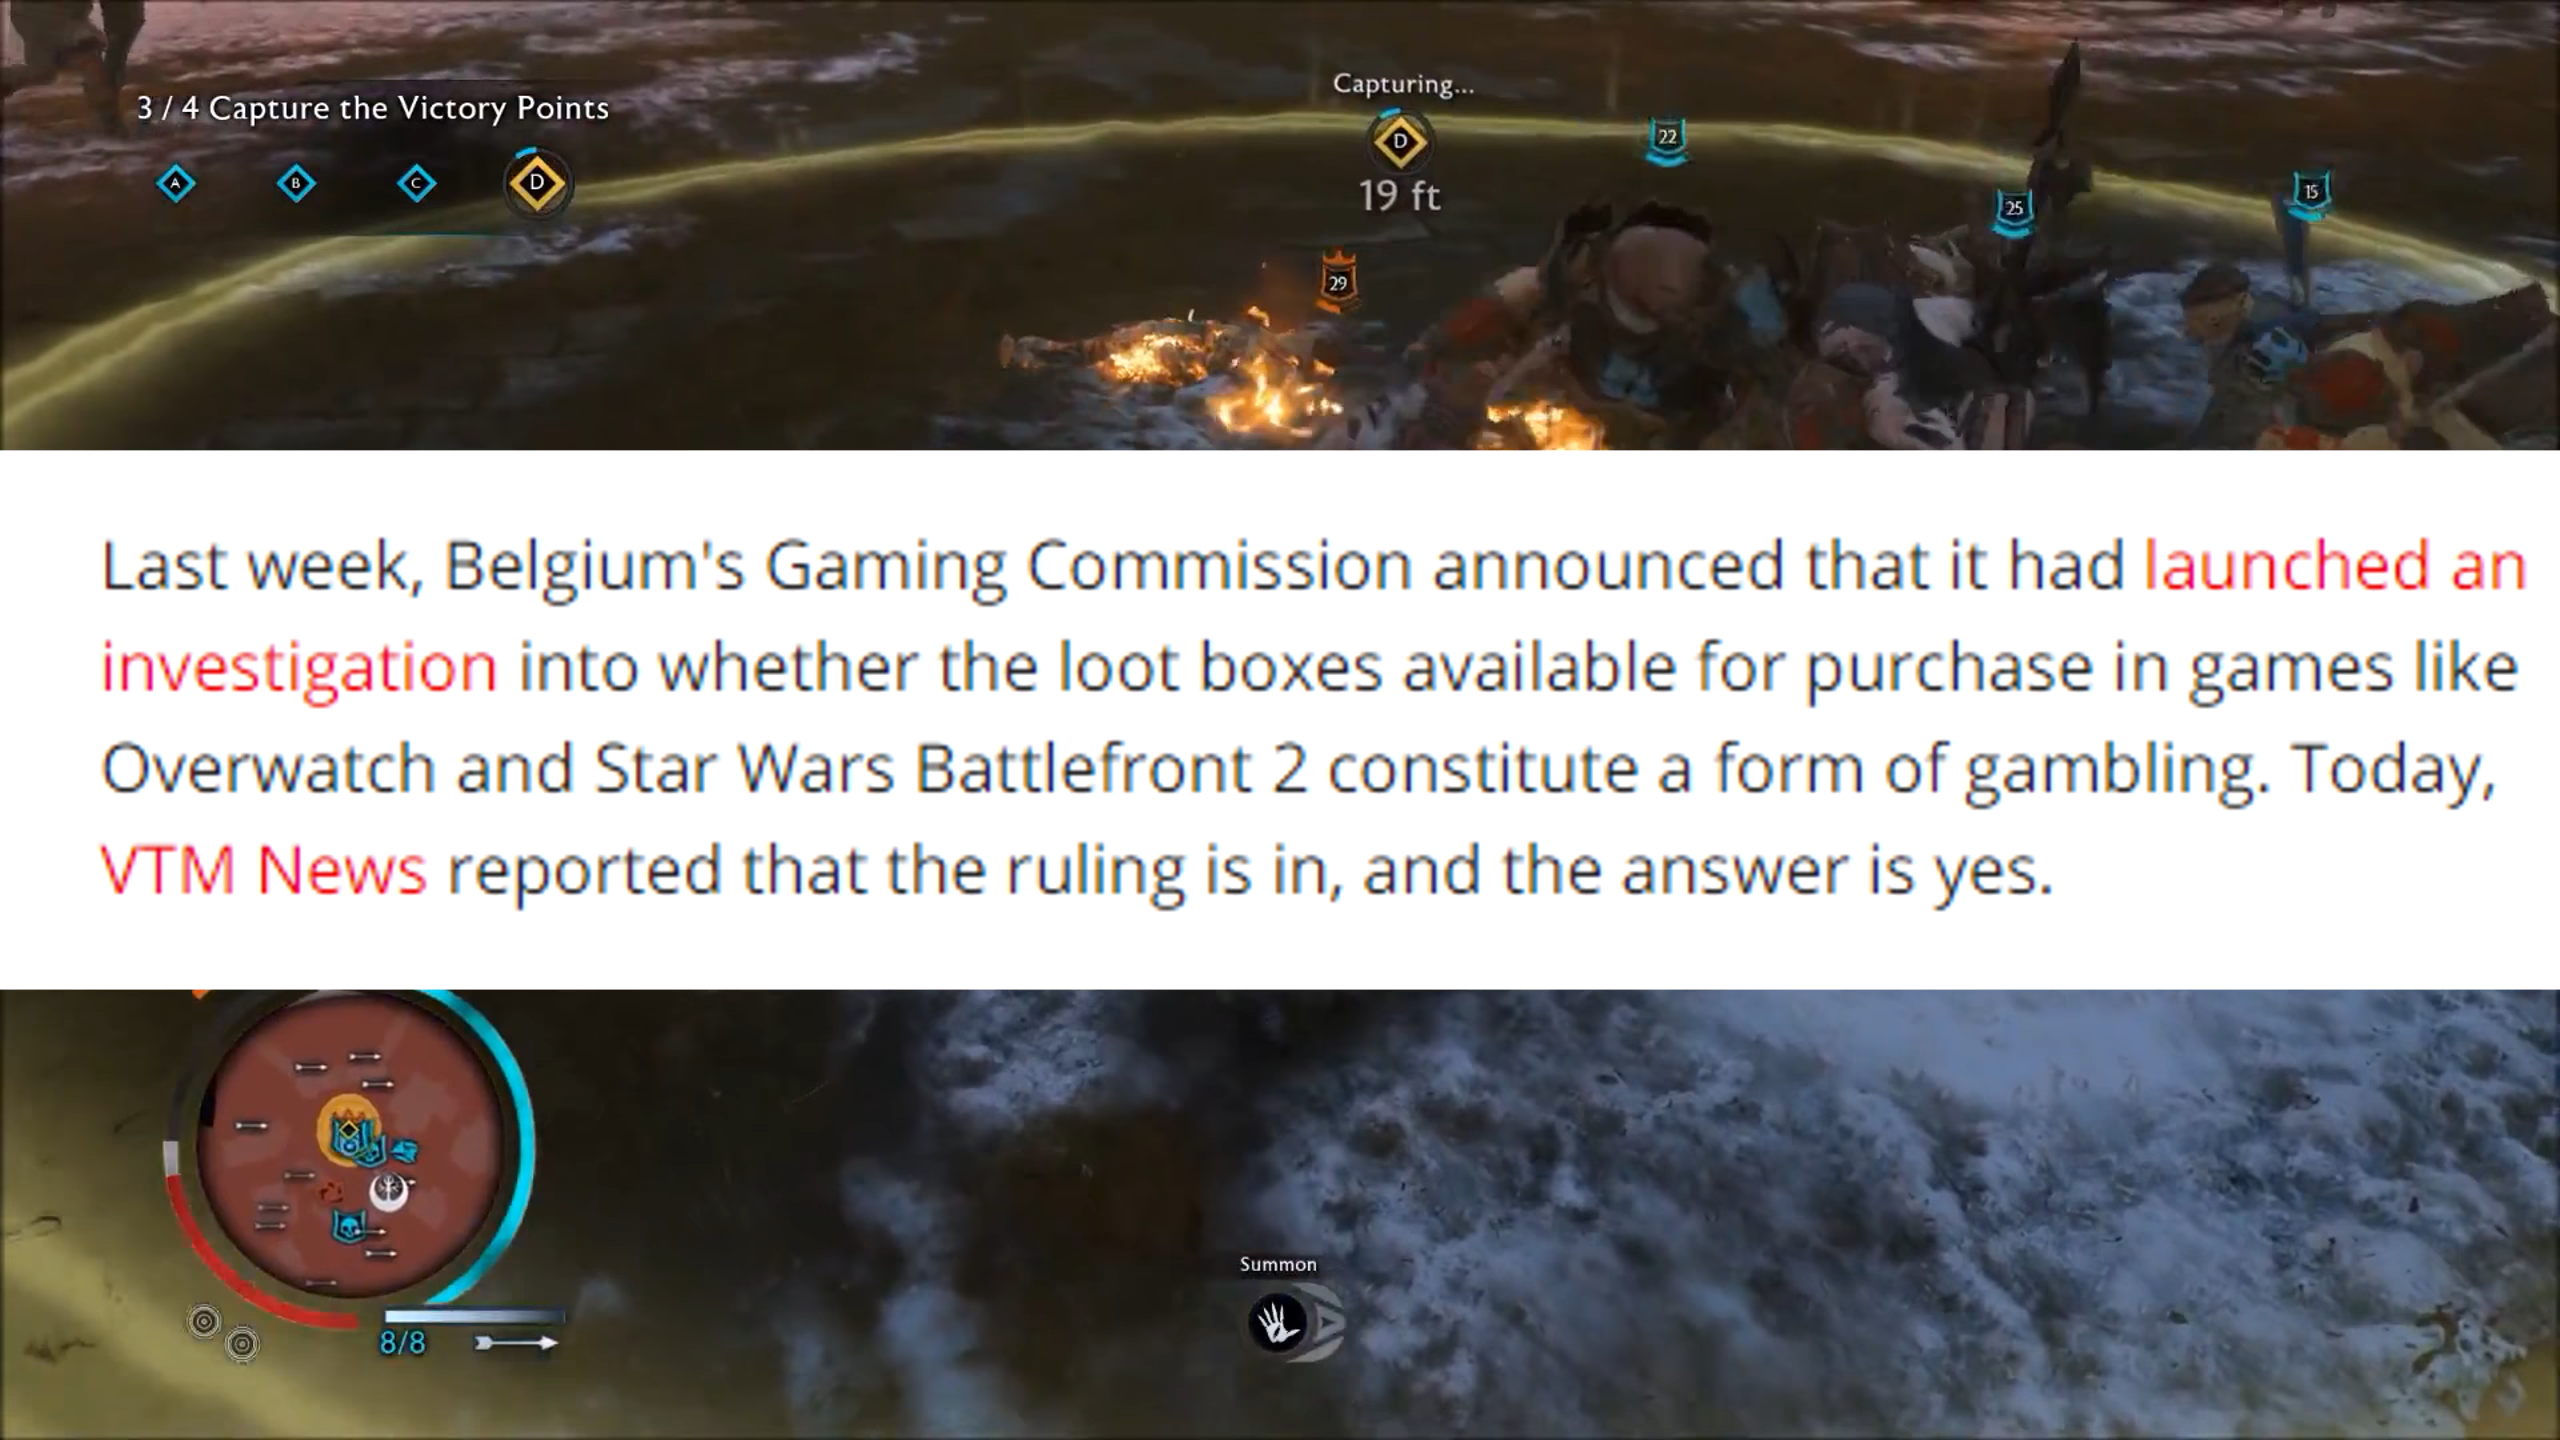 Capturing...
3 / 4 Capture the Victory Points
A B C D
D
19 ft
22
25
15
29
Last week, Belgium's Gaming Commission announced that it had launched an
investigation into whether the loot boxes available for purchase in games like
Overwatch and Star Wars Battlefront 2 constitute a form of gambling. Today,
VTM News reported that the ruling is in, and the answer is yes.
Summon
8/8